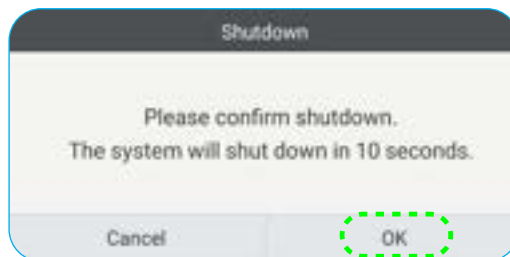 Shutdown
Please confirm shutdown.
The system will shut down in 10 seconds.
Cancel OK